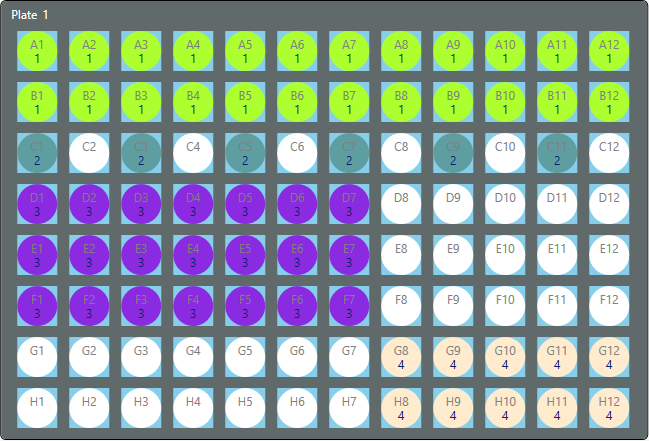 Plate 1
A1 A2 A3 A4 A5 A6 A7 A8 A9 A10 A11 A12
1 1 1 1 1 1 1 1 1 1 1 1
B1 B2 B3 B4 B5 B6 B7 B8 B9 B10 B11 B12
1 1 1 1 1 1 1 1 1 1 1 1
C1 C2 C3 C4 C5 C6 C7 C8 C9 C10 C11 C12
2 2 2 2 2 2
D1 D2 D3 D4 D5 D6 D7 D8 D9 D10 D11 D12
3 3 3 3 3 3 3
E1 E2 E3 E4 E5 E6 E7 E8 E9 E10 E11 E12
3 3 3 3 3 3 3
F1 F2 F3 F4 F5 F6 F7 F8 F9 F10 F11 F12
3 3 3 3 3 3 3
G1 G2 G3 G4 G5 G6 G7 G8 G9 G10 G11 G12
4 4 4 4 4
H1 H2 H3 H4 H5 H6 H7 H8 H9 H10 H11 H12
4 4 4 4 4